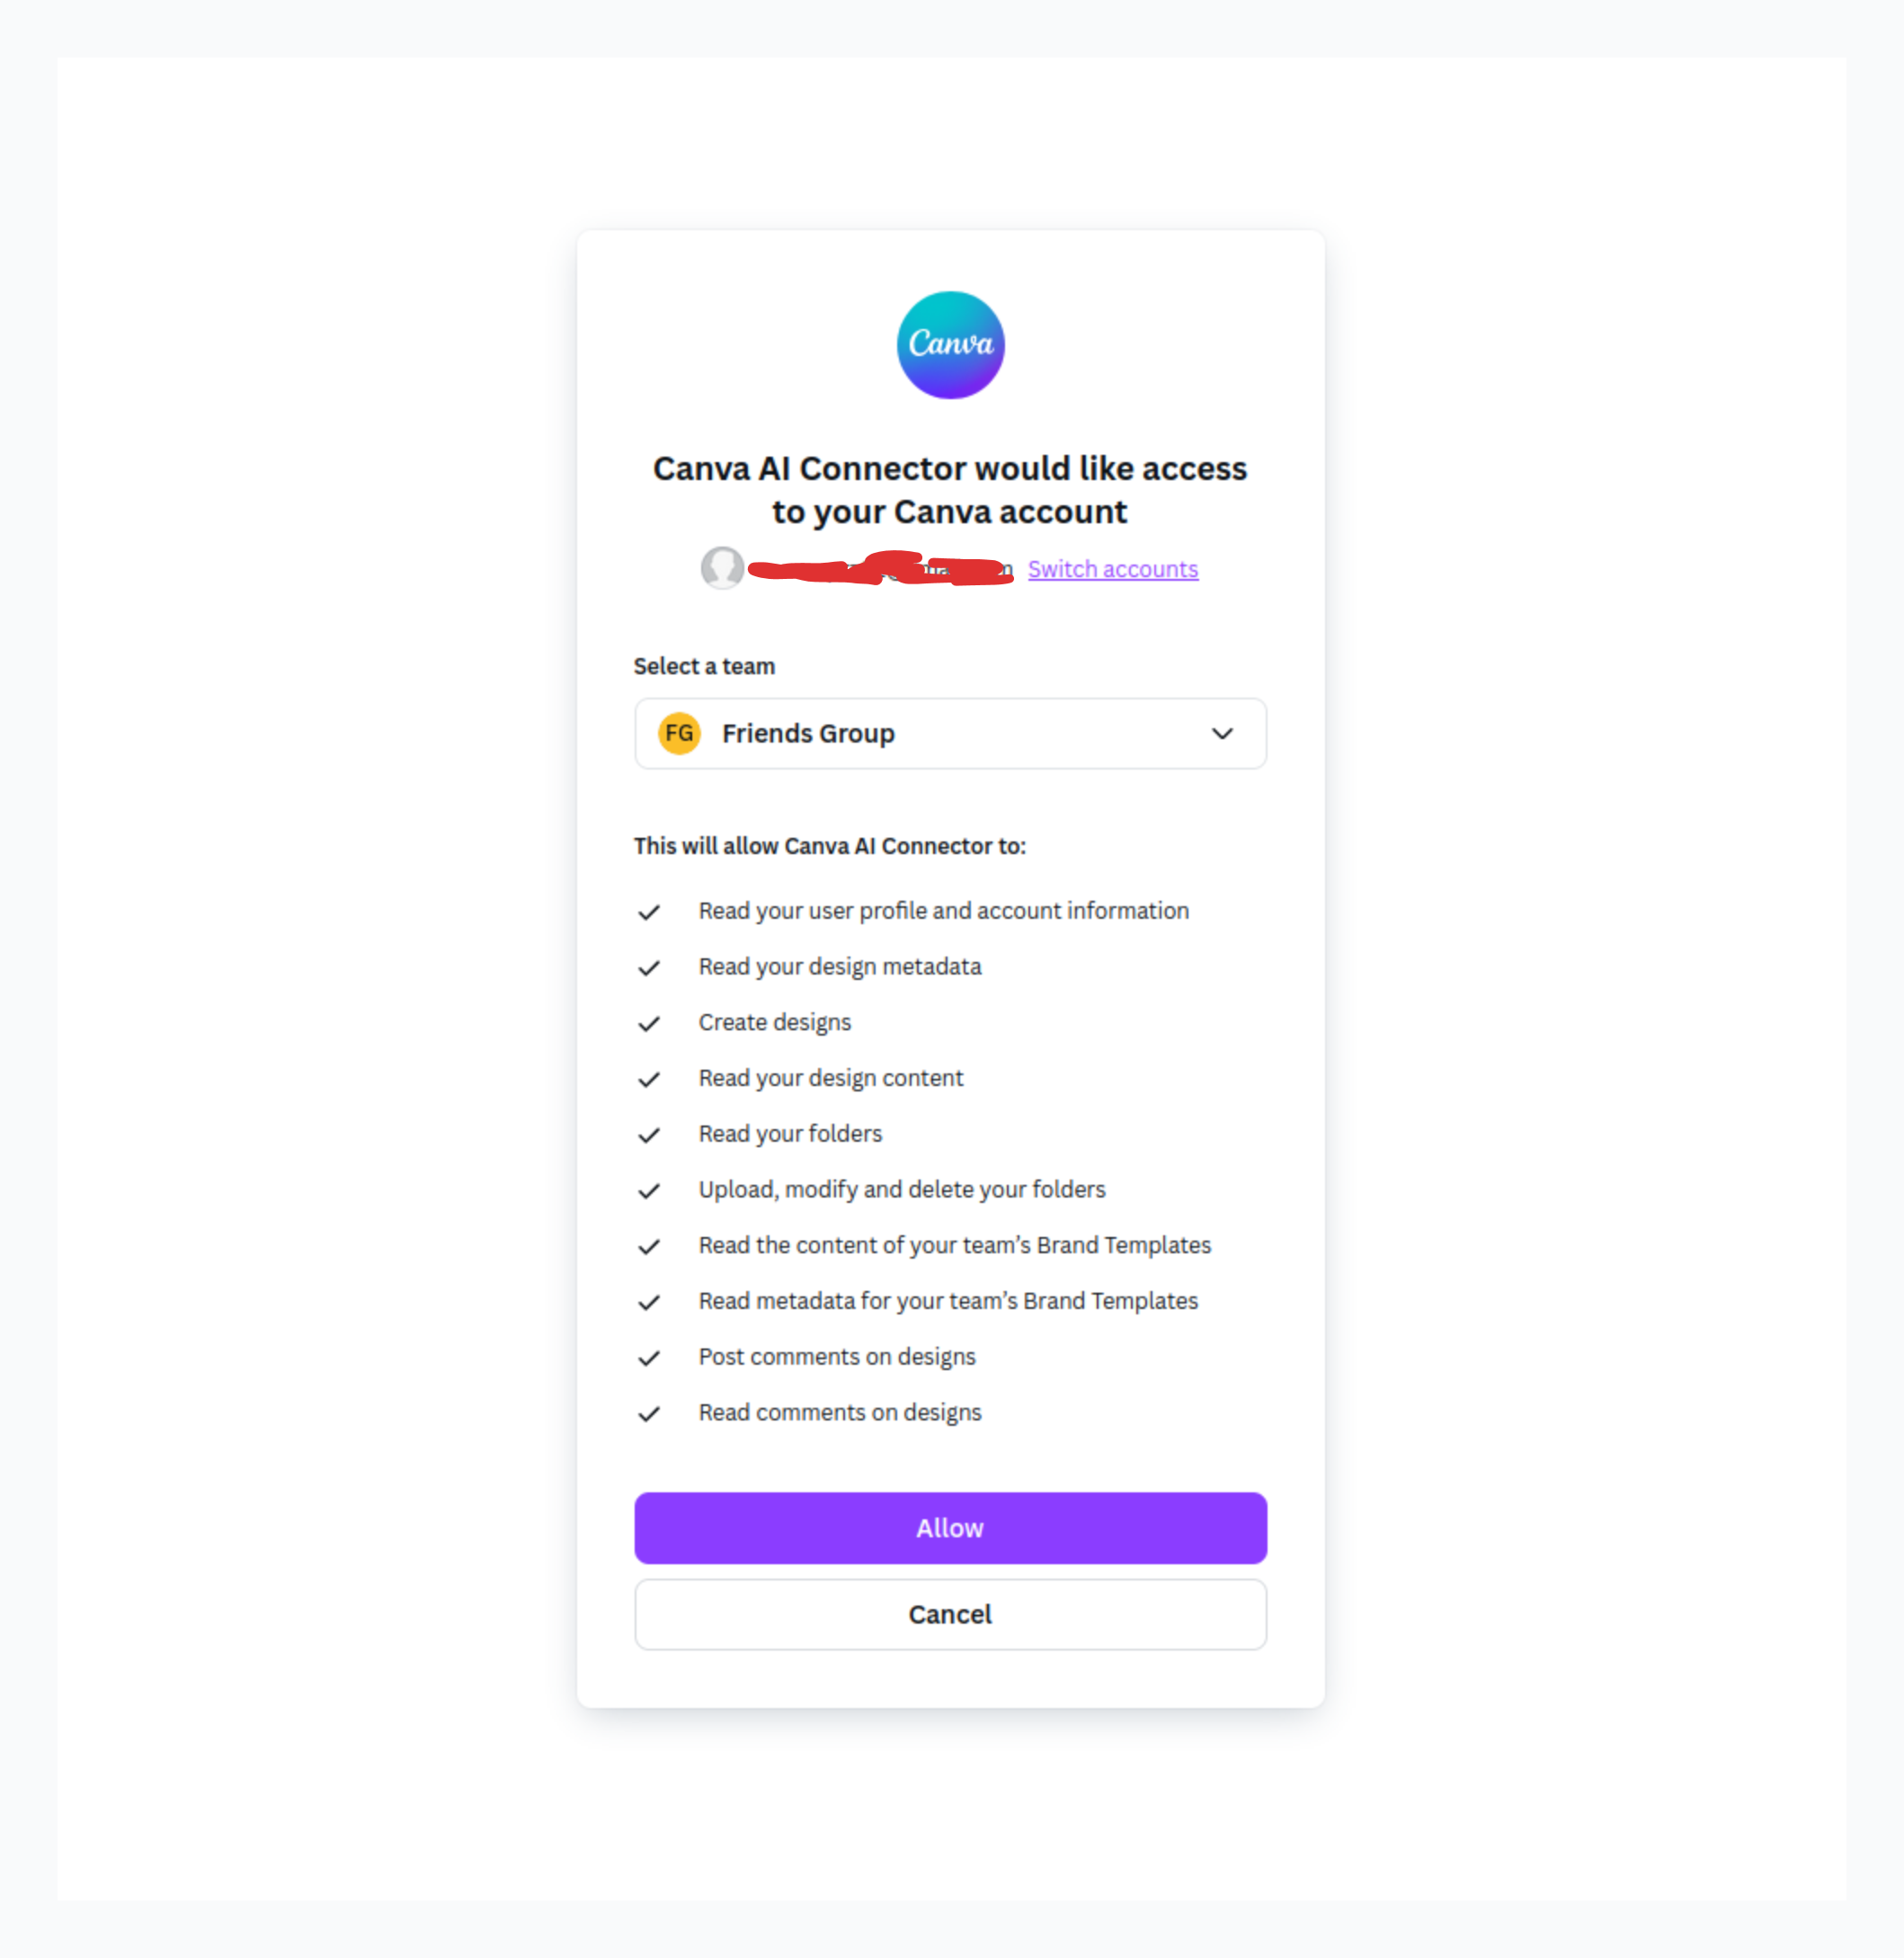 Canva
Canva AI Connector would like access
to your Canva account
Switch accounts
Select a team
FG Friends Group
This will allow Canva AI Connector to:
Read your user profile and account information
Read your design metadata
Create designs
Read your design content
Read your folders
Upload, modify and delete your folders
Read the content of your team’s Brand Templates
Read metadata for your team’s Brand Templates
Post comments on designs
Read comments on designs
Allow
Cancel